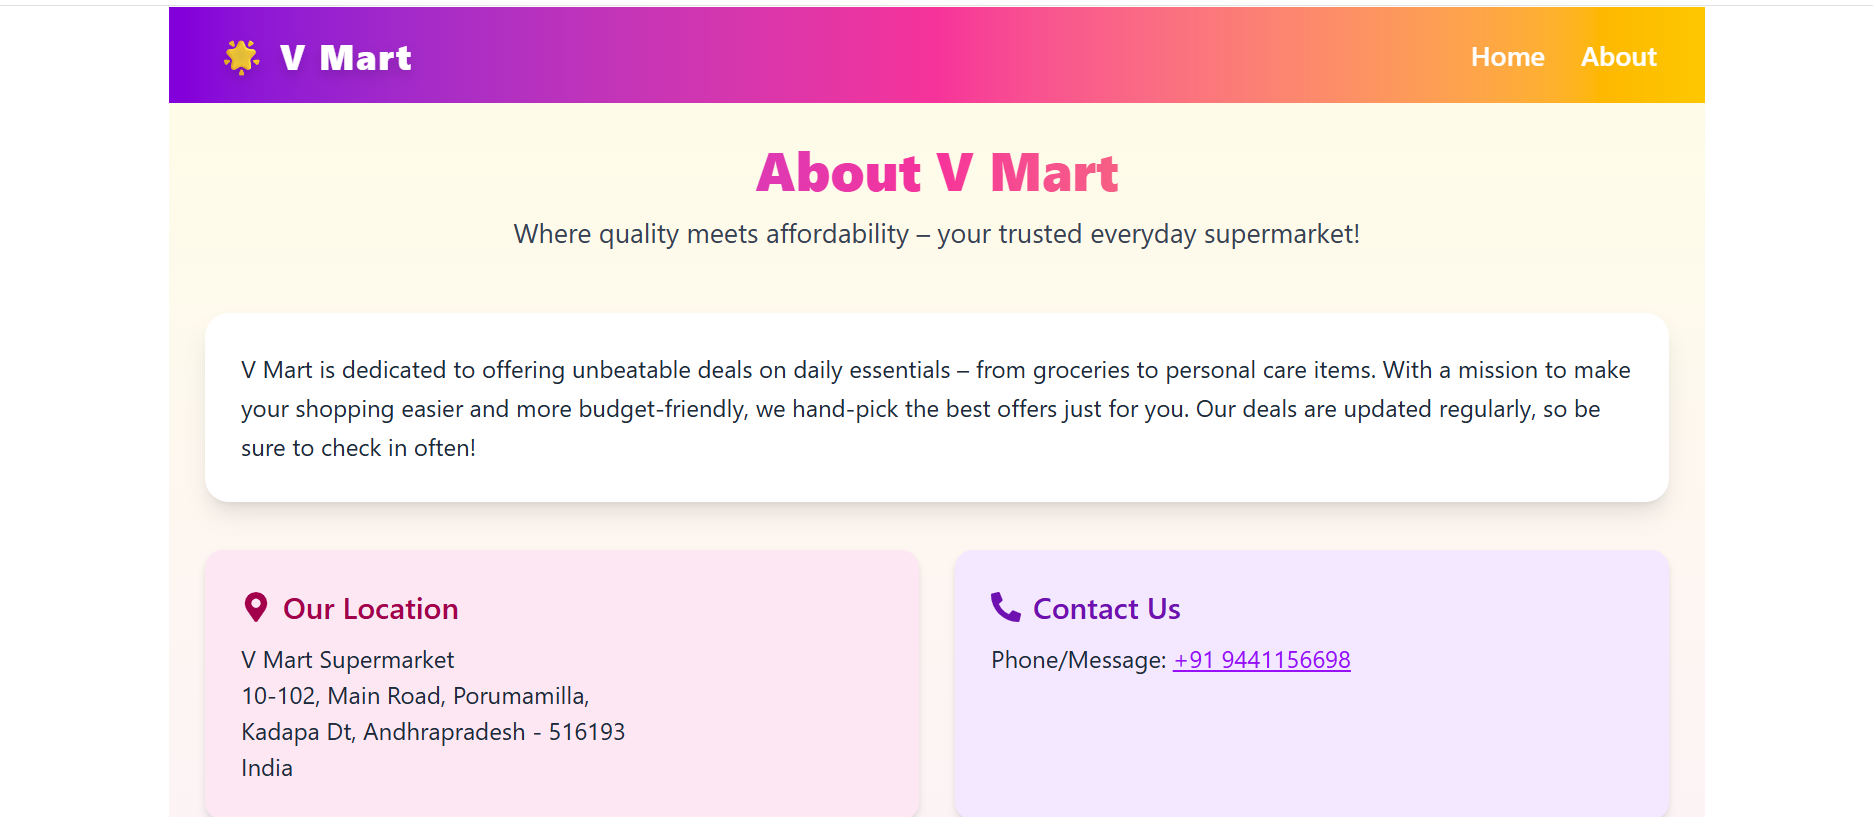 V Mart
Home
About
About V Mart
Where quality meets affordability – your trusted everyday supermarket!
V Mart is dedicated to offering unbeatable deals on daily essentials – from groceries to personal care items. With a mission to make
your shopping easier and more budget-friendly, we hand-pick the best offers just for you. Our deals are updated regularly, so be
sure to check in often!
Our Location
V Mart Supermarket
10-102, Main Road, Porumamilla,
Kadapa Dt, Andhrapradesh - 516193
India
Contact Us
Phone/Message: +91 9441156698